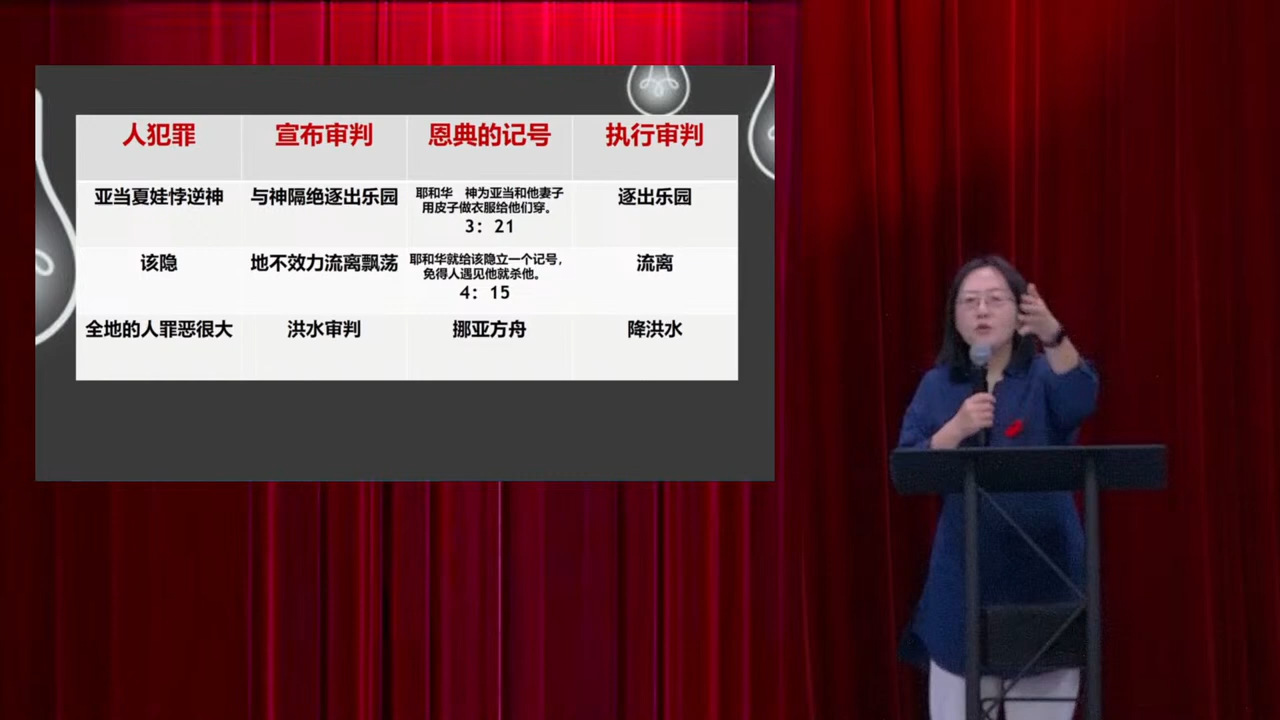 人犯罪 宣布审判 恩典的记号 执行审判
亚当夏娃悖逆神 与神隔绝逐出乐园 耶和华 神为亚当和他妻子 逐出乐园
用皮子做衣服给他们穿。
3：21
该隐 地不效力流离飘荡 耶和华就给该隐立一个记号， 流离
免得人遇见他就杀他。
4：15
全地的人罪恶很大 洪水审判 挪亚方舟 降洪水